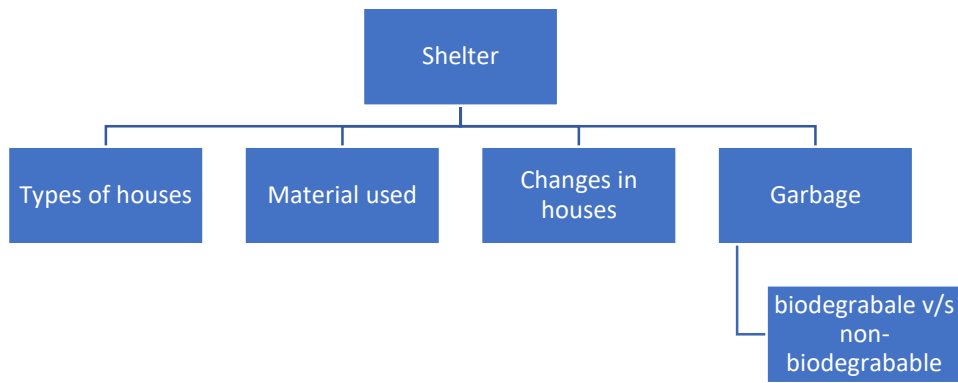 Shelter
Types of houses
Material used
Changes in
houses
Garbage
biodegrabale v/s
non-
biodegrabable